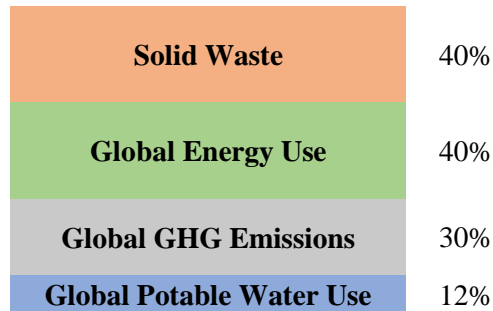 Solid Waste 40%
Global Energy Use 40%
Global GHG Emissions 30%
Global Potable Water Use 12%